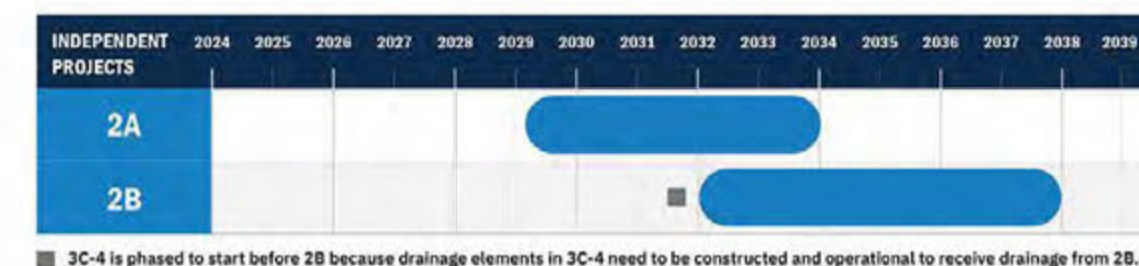 INDEPENDENT PROJECTS 2024 2025 2026 2027 2028 2029 2030 2031 2032 2033 2034 2035 2036 2037 2038 2039
2A
2B
3C-4 is phased to start before 2B because drainage elements in 3C-4 need to be constructed and operational to receive drainage from 2B.